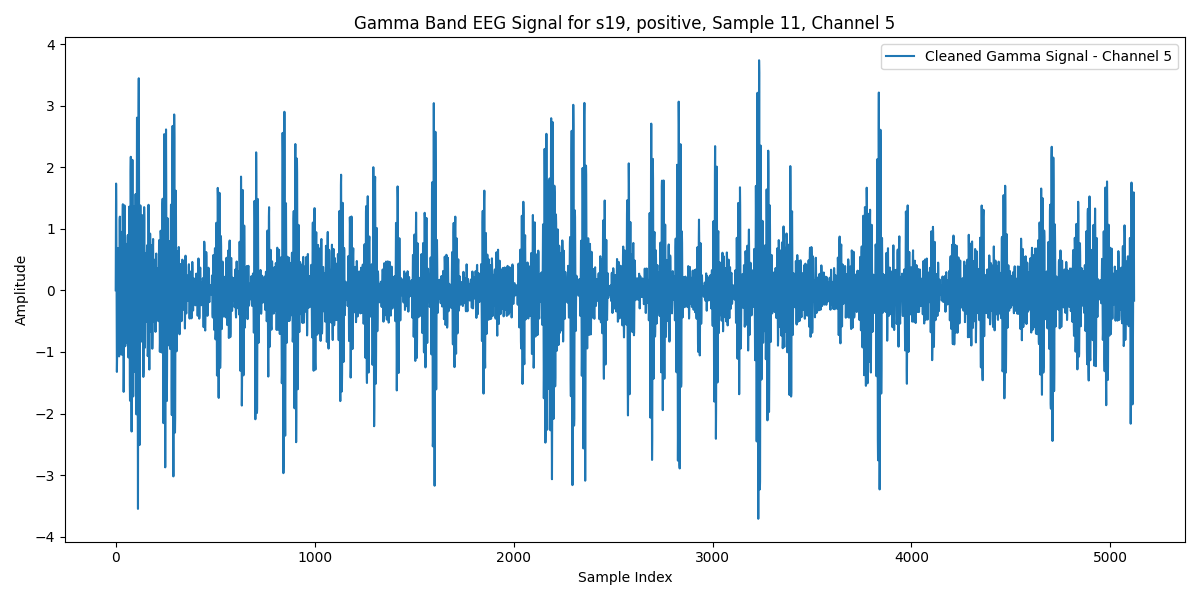 Gamma Band EEG Signal for s19, positive, Sample 11, Channel 5
Cleaned Gamma Signal - Channel 5
4
3
2
1
0
−1
−2
−3
−4
Amplitude
0 1000 2000 3000 4000 5000
Sample Index